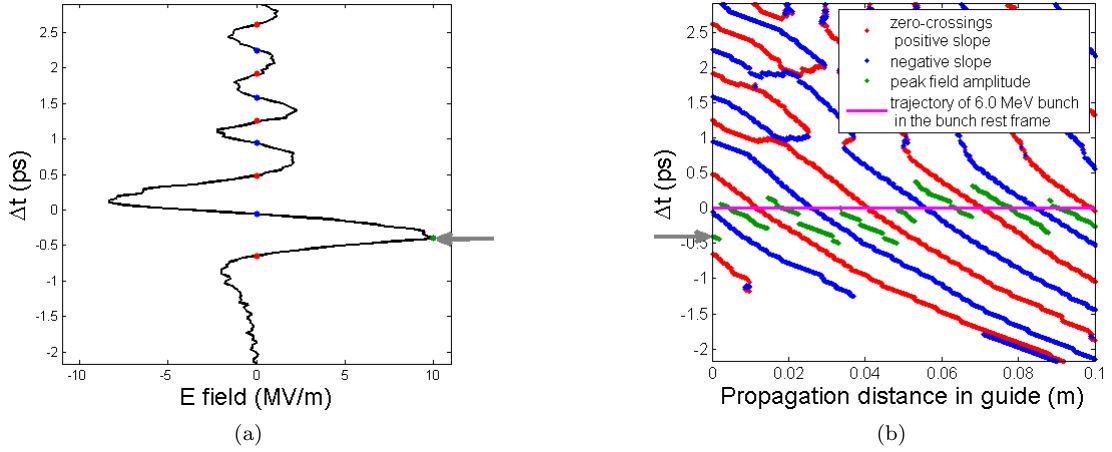 2.5
2
1.5
1
0.5
0
-0.5
-1
-1.5
-2
Δt (ps)
-10
-5
0
5
10
E field (MV/m)
(a)
2.5
2
1.5
1
0.5
0
-0.5
-1
-1.5
-2
Δt (ps)
zero-crossings
positive slope
negative slope
peak field amplitude
trajectory of 6.0 MeV bunch
in the bunch rest frame
0
0.02
0.04
0.06
0.08
0.1
Propagation distance in guide (m)
(b)